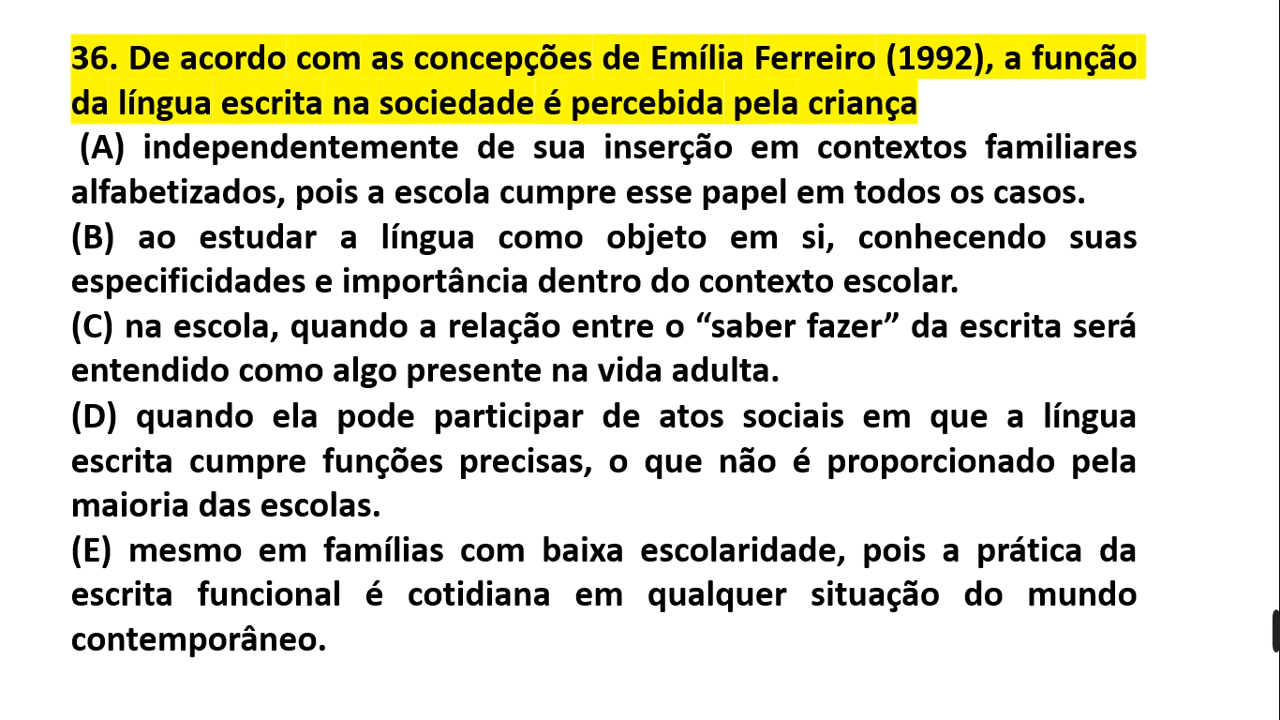 36. De acordo com as concepções de Emília Ferreiro (1992), a função
da língua escrita na sociedade é percebida pela criança
(A) independentemente de sua inserção em contextos familiares
alfabetizados, pois a escola cumpre esse papel em todos os casos.
(B) ao estudar a língua como objeto em si, conhecendo suas
especificidades e importância dentro do contexto escolar.
(C) na escola, quando a relação entre o “saber fazer” da escrita será
entendido como algo presente na vida adulta.
(D) quando ela pode participar de atos sociais em que a língua
escrita cumpre funções precisas, o que não é proporcionado pela
maioria das escolas.
(E) mesmo em famílias com baixa escolaridade, pois a prática da
escrita funcional é cotidiana em qualquer situação do mundo
contemporâneo.